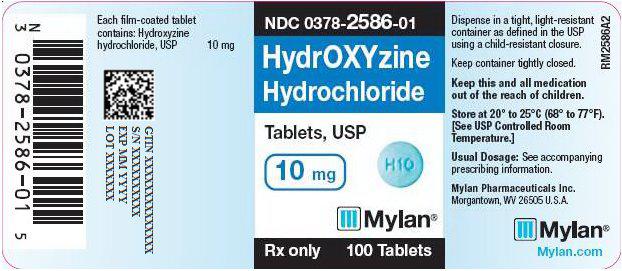 N
3 0378-2586-01 5
Each film-coated tablet
contains: Hydroxyzine
hydrochloride, USP 10 mg
GTIN XXXXXXXXXXXXXX
S/N XXXXXXXXXX
EXP MM YYYY
LOT XXXXXX
NDC 0378-2586-01
HydrOXYzine
Hydrochloride
Tablets, USP
10 mg
H10
Mylan®
Rx only 100 Tablets
Dispense in a tight, light-resistant
container as defined in the USP
using a child-resistant closure.
Keep container tightly closed.
Keep this and all medication
out of the reach of children.
Store at 20° to 25°C (68° to 77°F).
[See USP Controlled Room
Temperature.]
Usual Dosage: See accompanying
prescribing information.
Mylan Pharmaceuticals Inc.
Morgantown, WV 26505 U.S.A.
Mylan®
Mylan.com
RM2586A2